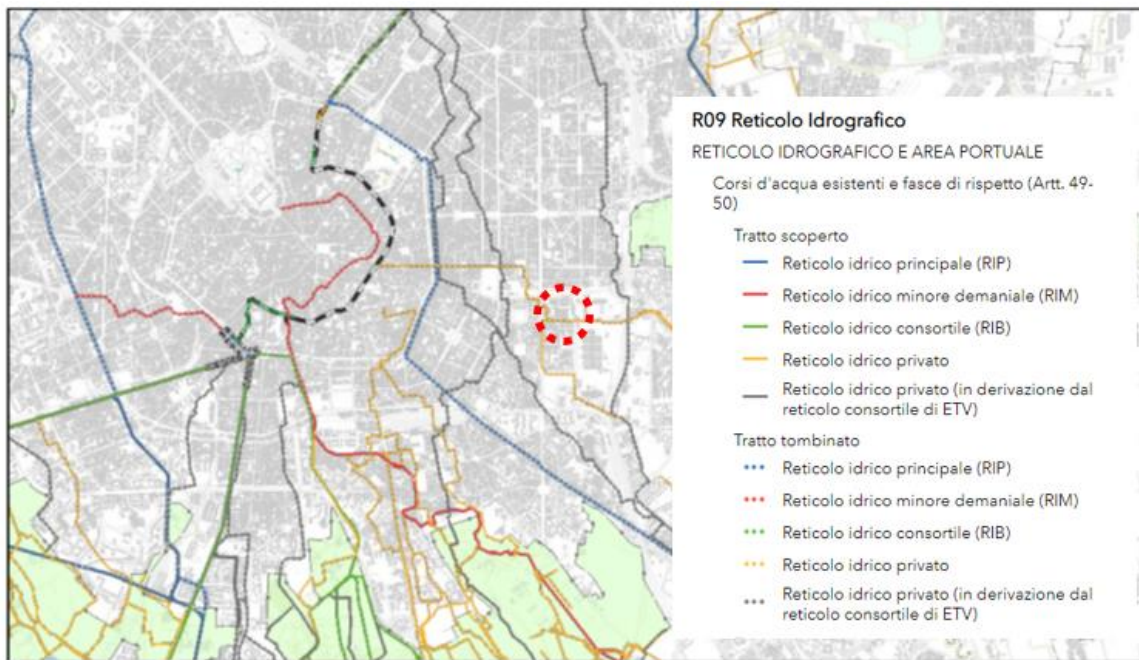 R09 Reticolo Idrografico
RETICOLO IDROGRAFICO E AREA PORTUALE
Corsi d'acqua esistenti e fasce di rispetto (Artt. 49-
50)
Tratto scoperto
Reticolo idrico principale (RIP)
Reticolo idrico minore demaniale (RIM)
Reticolo idrico consortile (RIB)
Reticolo idrico privato
Reticolo idrico privato (in derivazione dal
reticolo consortile di ETV)
Tratto tombinato
Reticolo idrico principale (RIP)
Reticolo idrico minore demaniale (RIM)
Reticolo idrico consortile (RIB)
Reticolo idrico privato
Reticolo idrico privato (in derivazione dal
reticolo consortile di ETV)